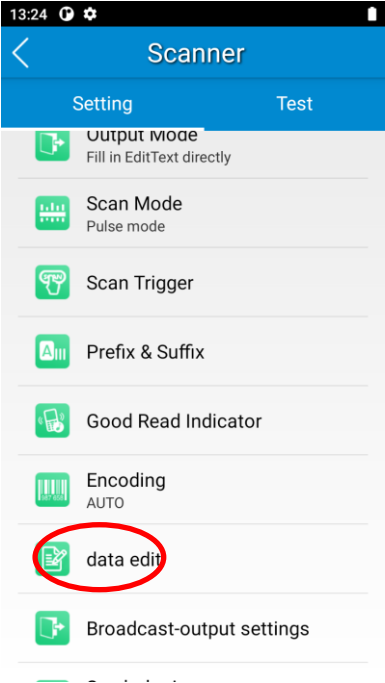 13:24
Scanner
Setting Test
Output Mode
Fill in EditText directly
Scan Mode
Pulse mode
Scan Trigger
Prefix & Suffix
Good Read Indicator
Encoding
AUTO
data edit
Broadcast-output settings